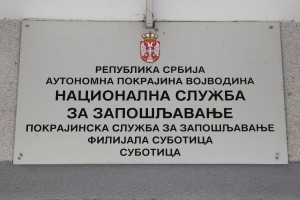 РЕПУБЛИКА СРБИЈА
АУТОНОМНА ПОКРАЈИНА ВОЈВОДИНА
НАЦИОНАЛНА СЛУЖБА
ЗА ЗАПОШЉАВАЊЕ
ПОКРАЈИНСКА СЛУЖБА ЗА ЗАПОШЉАВАЊЕ
ФИЛИЈАЛА СУБОТИЦА
СУБОТИЦА